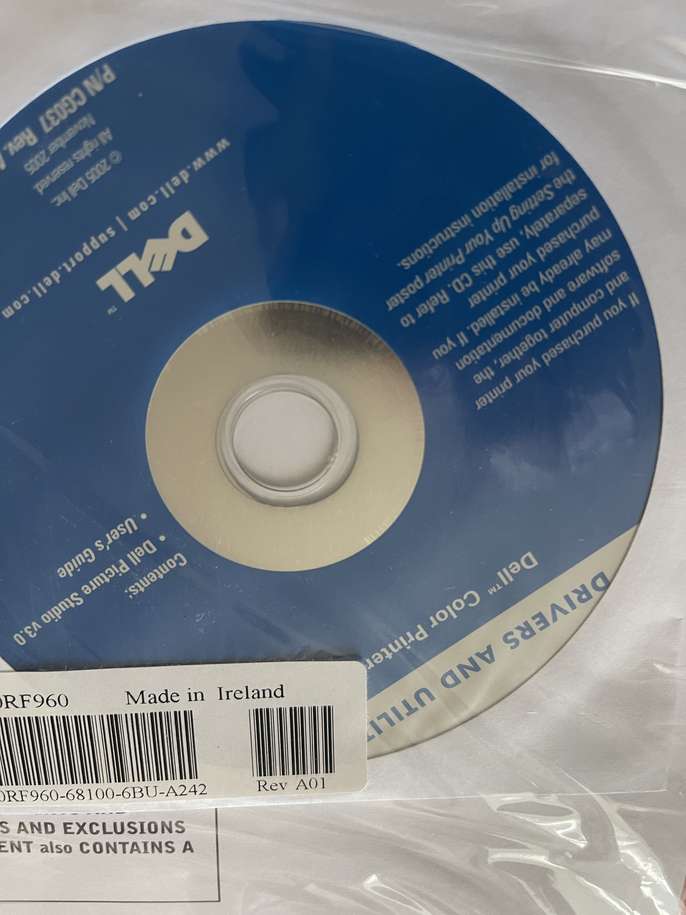 DRIVERS AND
Dell™ Color Printer
If you purchased your printer
and computer together, the
software and documentation
may already be installed. If you
purchased your printer
separately, use this CD. Refer to
the Setting Up Your Printer poster
for installation instructions.
Contents:
• Dell Picture Studio v3.0
• User's Guide
DELL™
www.dell.com | support.dell.com
P/N CG037 Rev.
November 2005
© 2005 Dell Inc.
All rights reserved.
0RF960 Made in Ireland
0RF960-68100-6BU-A242
Rev A01
S AND EXCLUSIONS
ENT also CONTAINS A